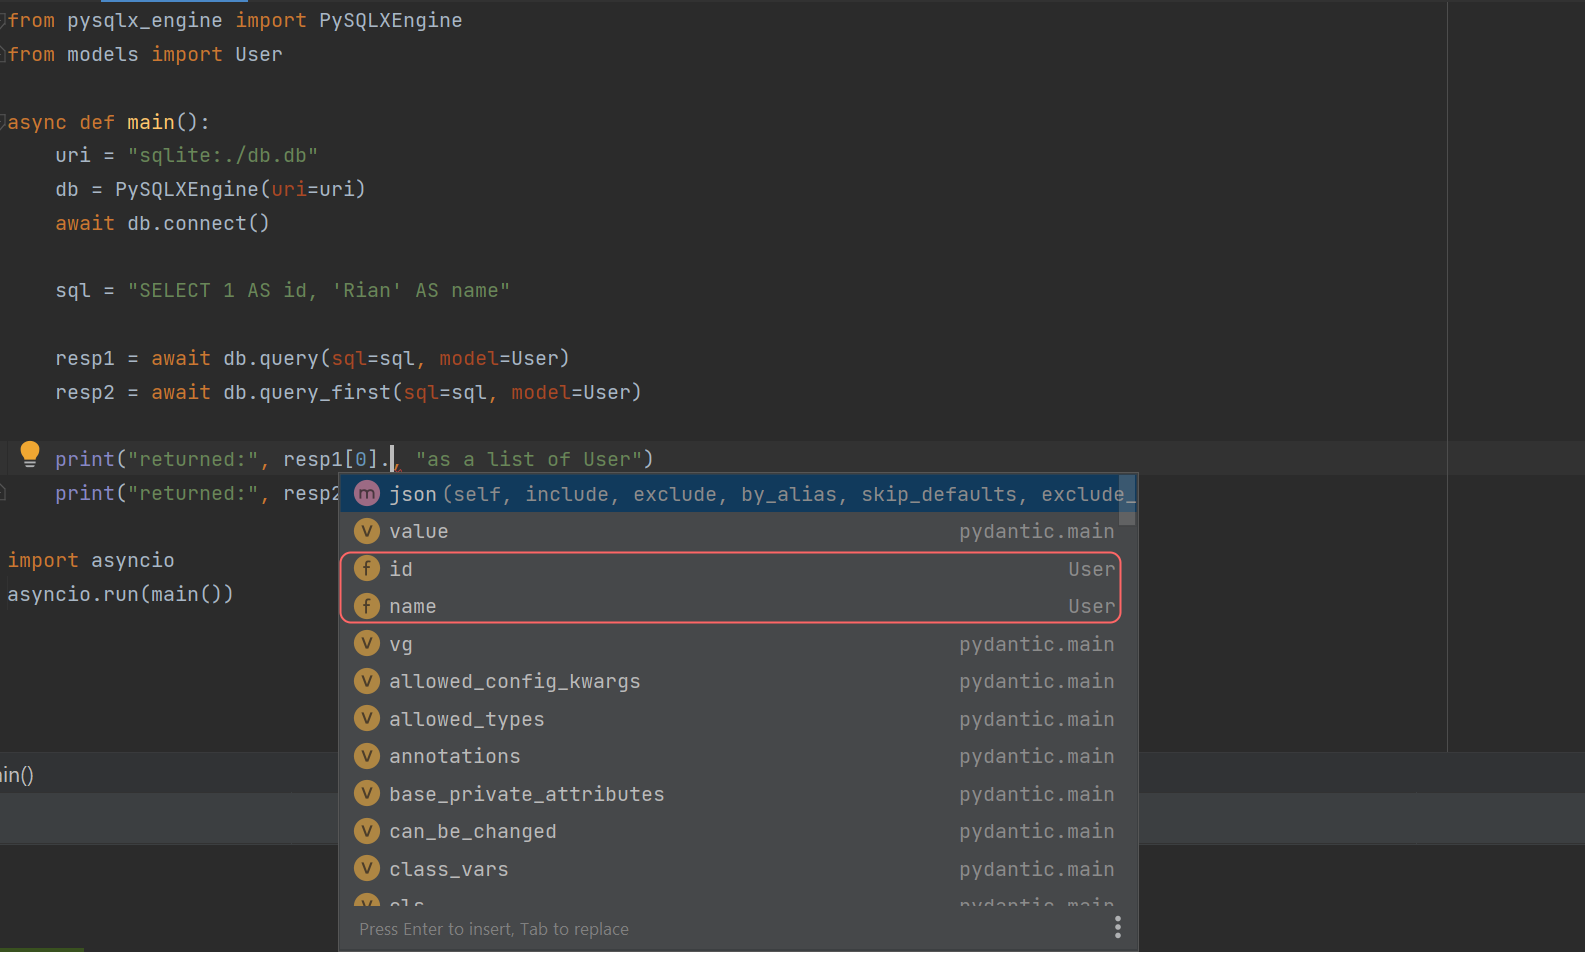 from pysqlx_engine import PySQLXEngine
from models import User
async def main():
uri = "sqlite:./db.db"
db = PySQLXEngine(uri=uri)
await db.connect()
sql = "SELECT 1 AS id, 'Rian' AS name"
resp1 = await db.query(sql=sql, model=User)
resp2 = await db.query_first(sql=sql, model=User)
print("returned:", resp1[0]., "as a list of User")
print("returned:", resp2
import asyncio
asyncio.run(main())
json(self, include, exclude, by_alias, skip_defaults, exclude_
value pydantic.main
id User
name User
vg pydantic.main
allowed_config_kwargs pydantic.main
allowed_types pydantic.main
annotations pydantic.main
base_private_attributes pydantic.main
can_be_changed pydantic.main
class_vars pydantic.main
cls pydantic.main
Press Enter to insert, Tab to replace
in()